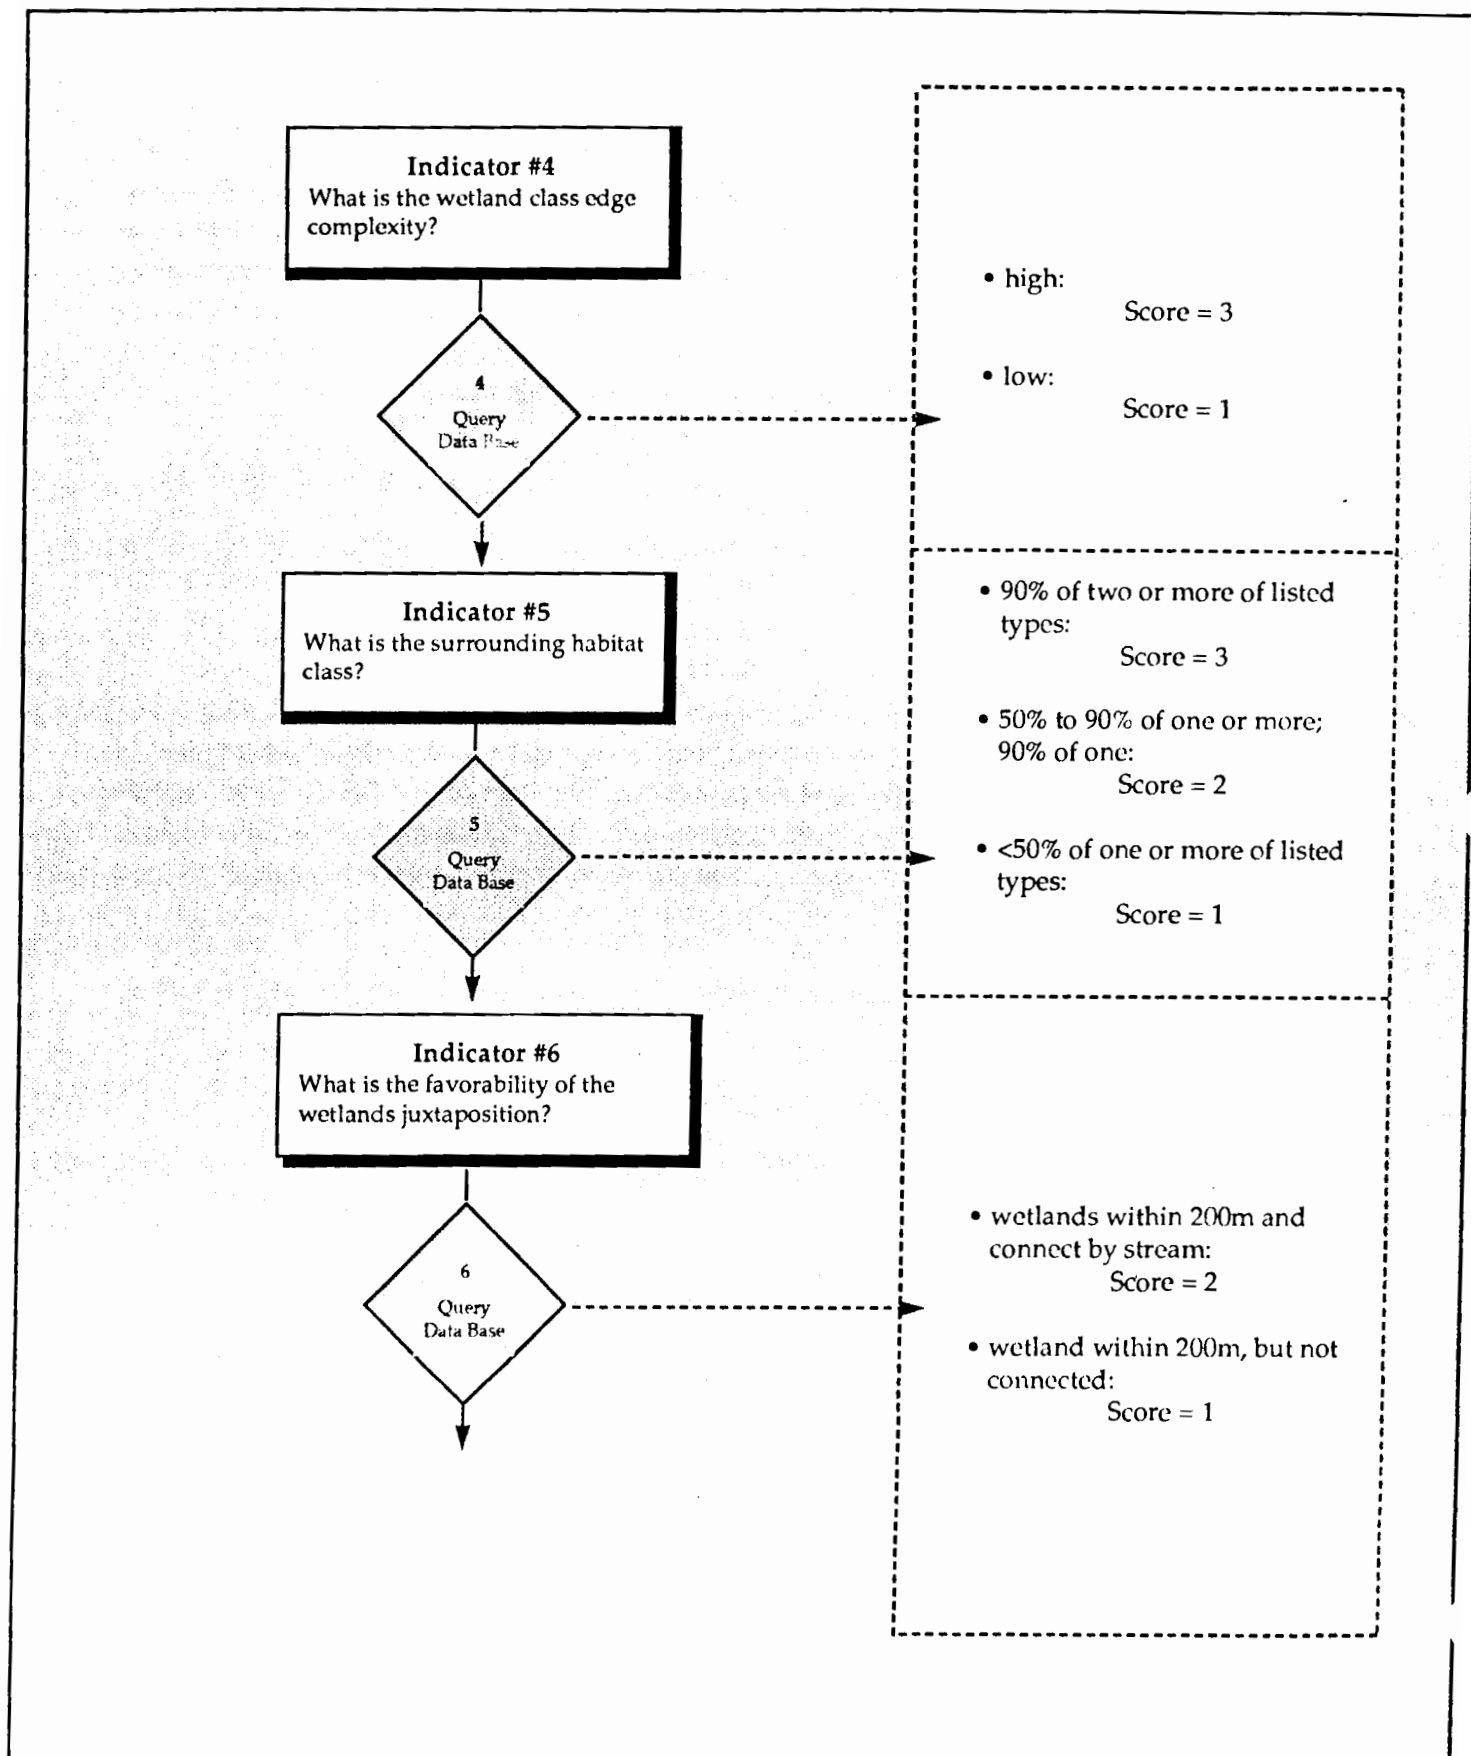 Indicator #4
What is the wetland class edge
complexity?
4
Query
Data Base
• high:
Score = 3
• low:
Score = 1
Indicator #5
What is the surrounding habitat
class?
5
Query
Data Base
• 90% of two or more of listed
types:
Score = 3
• 50% to 90% of one or more;
90% of one:
Score = 2
• <50% of one or more of listed
types:
Score = 1
Indicator #6
What is the favorability of the
wetlands juxtaposition?
6
Query
Data Base
• wetlands within 200m and
connect by stream:
Score = 2
• wetland within 200m, but not
connected:
Score = 1